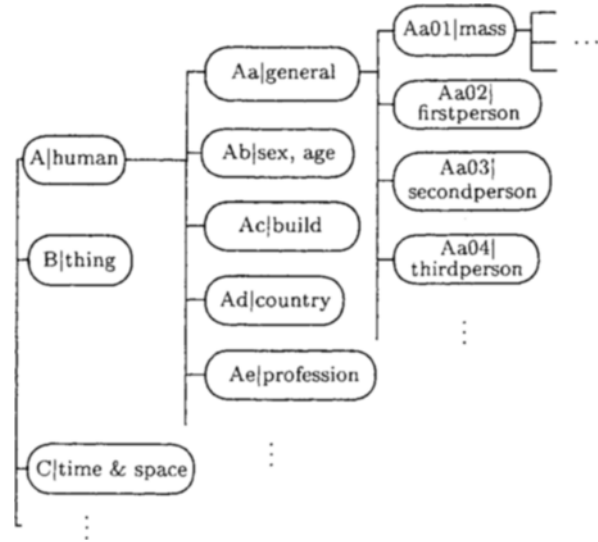 A|human
B|thing
C|time & space
⋮
Aa|general
Ab|sex, age
Ac|build
Ad|country
Ae|profession
⋮
Aa01|mass
Aa02|
firstperson
Aa03|
secondperson
Aa04|
thirdperson
⋮
...